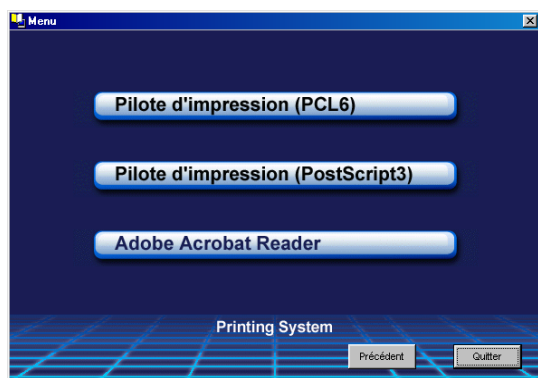 Menu
Pilote d'impression (PCL6)
Pilote d'impression (PostScript3)
Adobe Acrobat Reader
Printing System
Précédent
Quitter